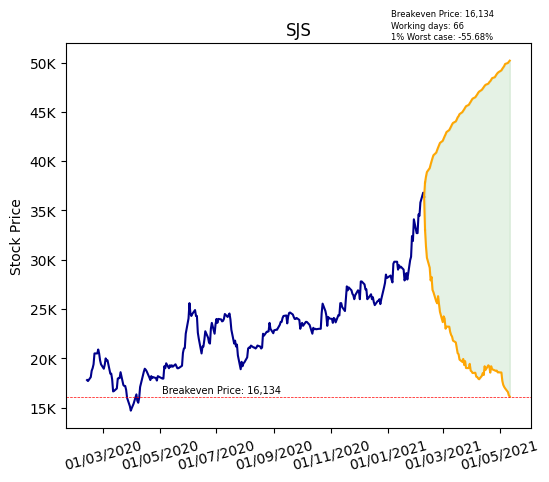 Breakeven Price: 16,134
Working days: 66
1% Worst case: -55.68%
SJS
50K
45K
40K
35K
30K
25K
20K
15K
Stock Price
Breakeven Price: 16,134
01/03/2020
01/05/2020
01/07/2020
01/09/2020
01/11/2020
01/01/2021
01/03/2021
01/05/2021